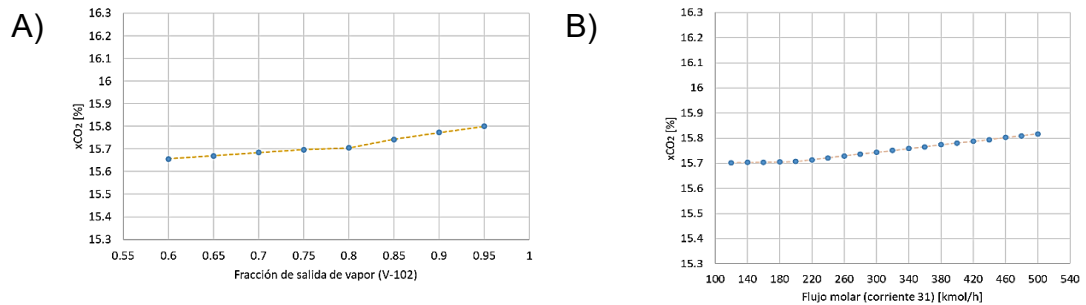 A)
xCO₂ [%]
16.3
16.2
16.1
16
15.9
15.8
15.7
15.6
15.5
15.4
15.3
0.55 0.6 0.65 0.7 0.75 0.8 0.85 0.9 0.95 1
Fracción de salida de vapor (V-102)
B)
xCO₂ [%]
16.3
16.2
16.1
16
15.9
15.8
15.7
15.6
15.5
15.4
15.3
100 140 180 220 260 300 340 380 420 460 500 540
Flujo molar (corriente 31) [kmol/h]